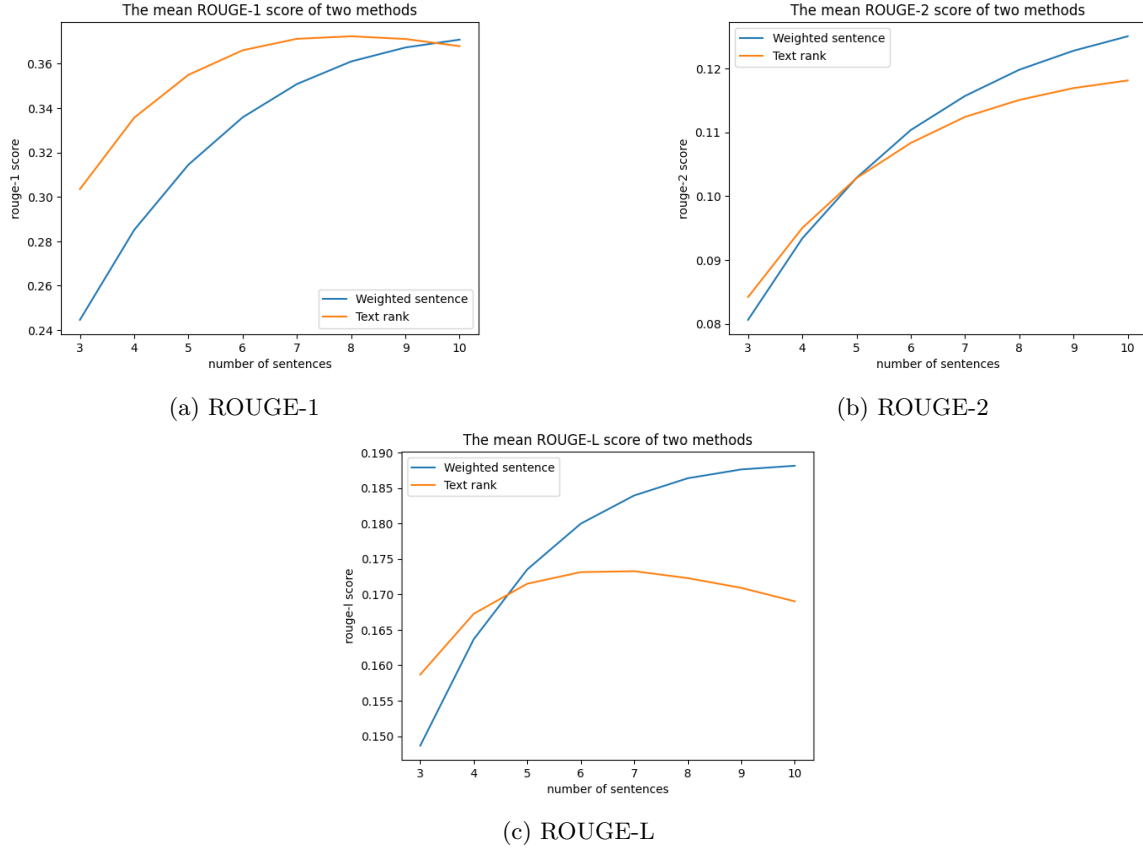 The mean ROUGE-1 score of two methods
0.36
0.34
0.32
0.30
0.28
0.26
0.24
rouge-1 score
Weighted sentence
Text rank
3 4 5 6 7 8 9 10
number of sentences
(a) ROUGE-1
The mean ROUGE-2 score of two methods
Weighted sentence
Text rank
0.12
0.11
0.10
0.09
0.08
rouge-2 score
3 4 5 6 7 8 9 10
number of sentences
(b) ROUGE-2
The mean ROUGE-L score of two methods
Weighted sentence
Text rank
0.190
0.185
0.180
0.175
0.170
0.165
0.160
0.155
0.150
rouge-l score
3 4 5 6 7 8 9 10
number of sentences
(c) ROUGE-L